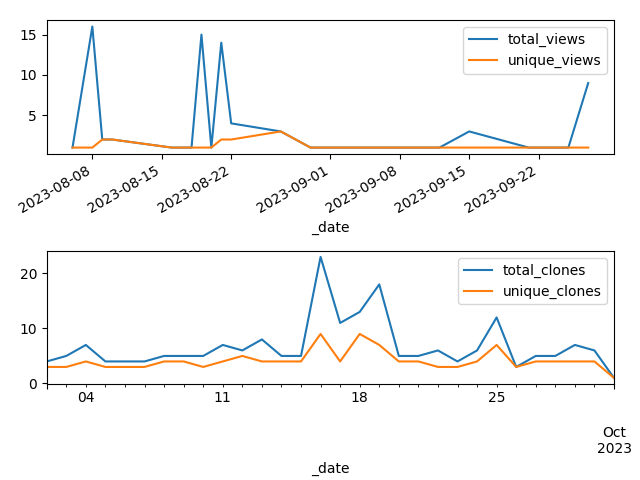 15
10
5
total_views
unique_views
2023-08-08
2023-08-15
2023-08-22
2023-09-01
2023-09-08
2023-09-15
2023-09-22
_date
20
10
0
total_clones
unique_clones
04
11
18
25
Oct
2023
_date